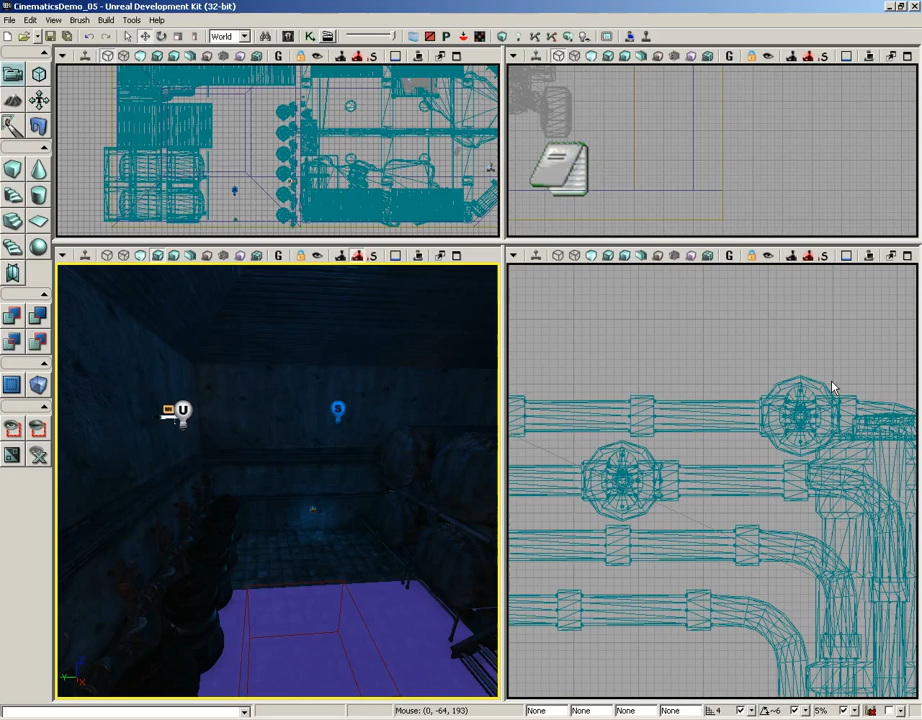 CinematicsDemo_05 - Unreal Development Kit (32-bit)
File Edit View Brush Build Tools Help
World
K P
G S
G S
G S
G S
U
S
Z
Y X
Mouse: (0, -64, 193) None None None None 4 ~6 5%